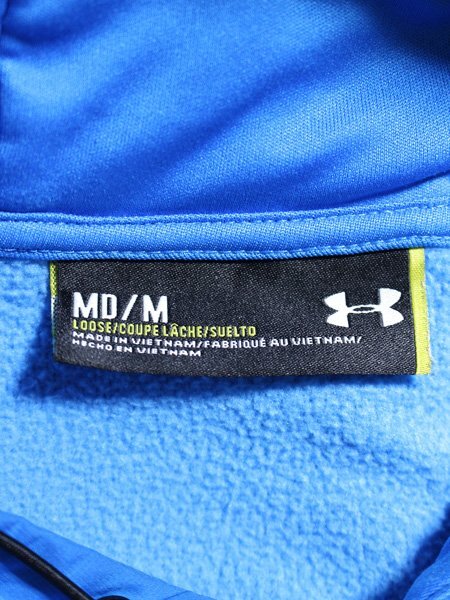 MD/M
LOOSE/COUPE LÂCHE/SUELTO
MADE IN VIETNAM/FABRIQUÉ AU VIETNAM/
HECHO EN VIETNAM